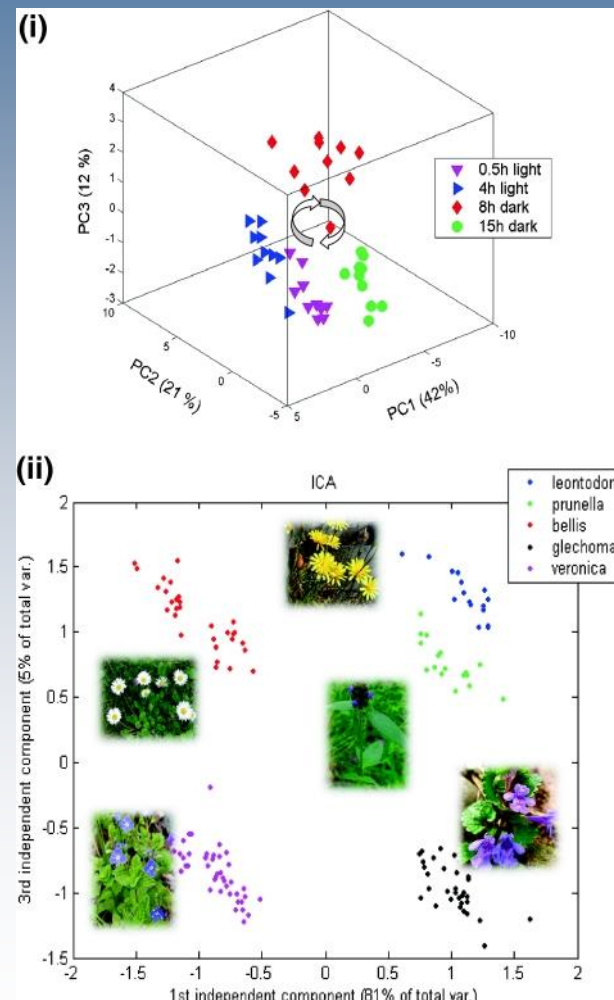 (i)
4
3
2
1
0
-1
-2
-3
PC3 (12 %)
10
5
0
-5
PC2 (21 %)
5
0
-5
-10
PC1 (42%)
0.5h light
4h light
8h dark
15h dark
(ii)
ICA
leontodon
prunella
bellis
glechoma
veronica
2
1.5
1
0.5
0
-0.5
-1
-1.5
3rd independent component (5% of total var.)
-2
-1.5
-1
-0.5
0
0.5
1
1.5
2
1st independent component (81% of total var.)